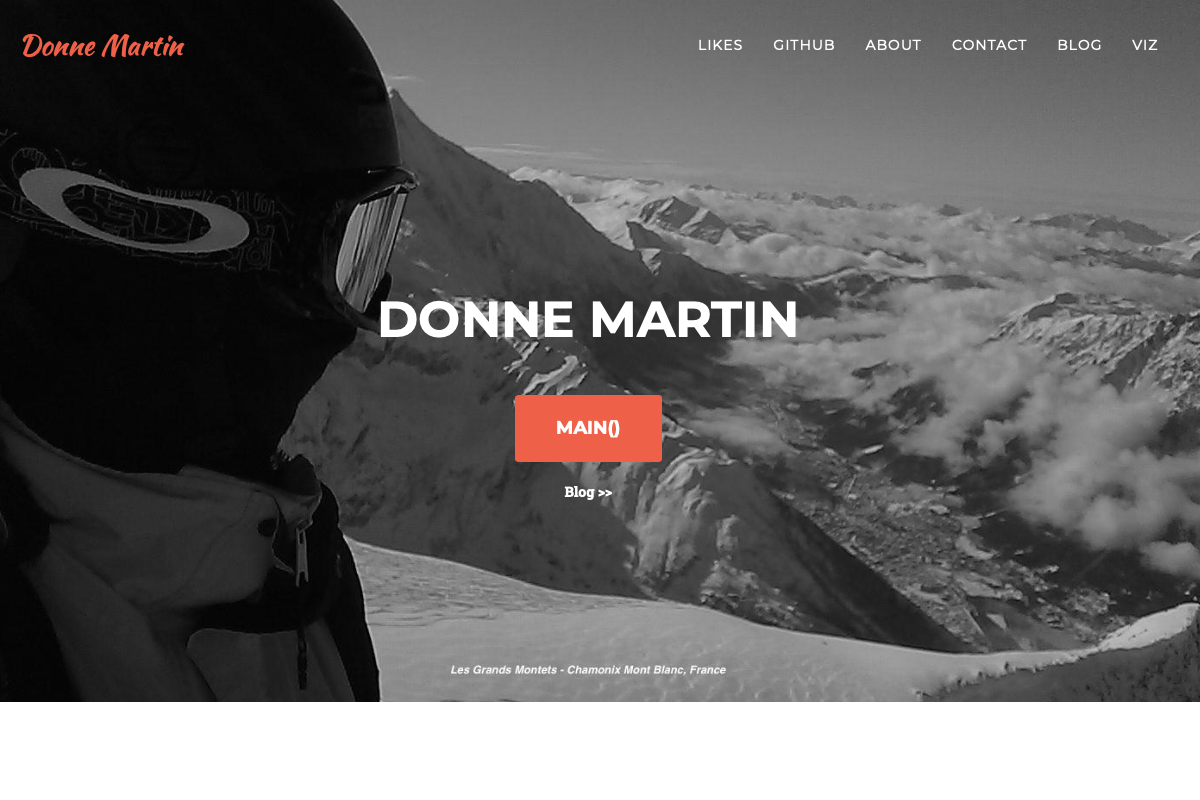 Donne Martin
LIKES GITHUB ABOUT CONTACT BLOG VIZ
DONNE MARTIN
MAIN()
Blog >>
Les Grands Montets - Chamonix Mont Blanc, France